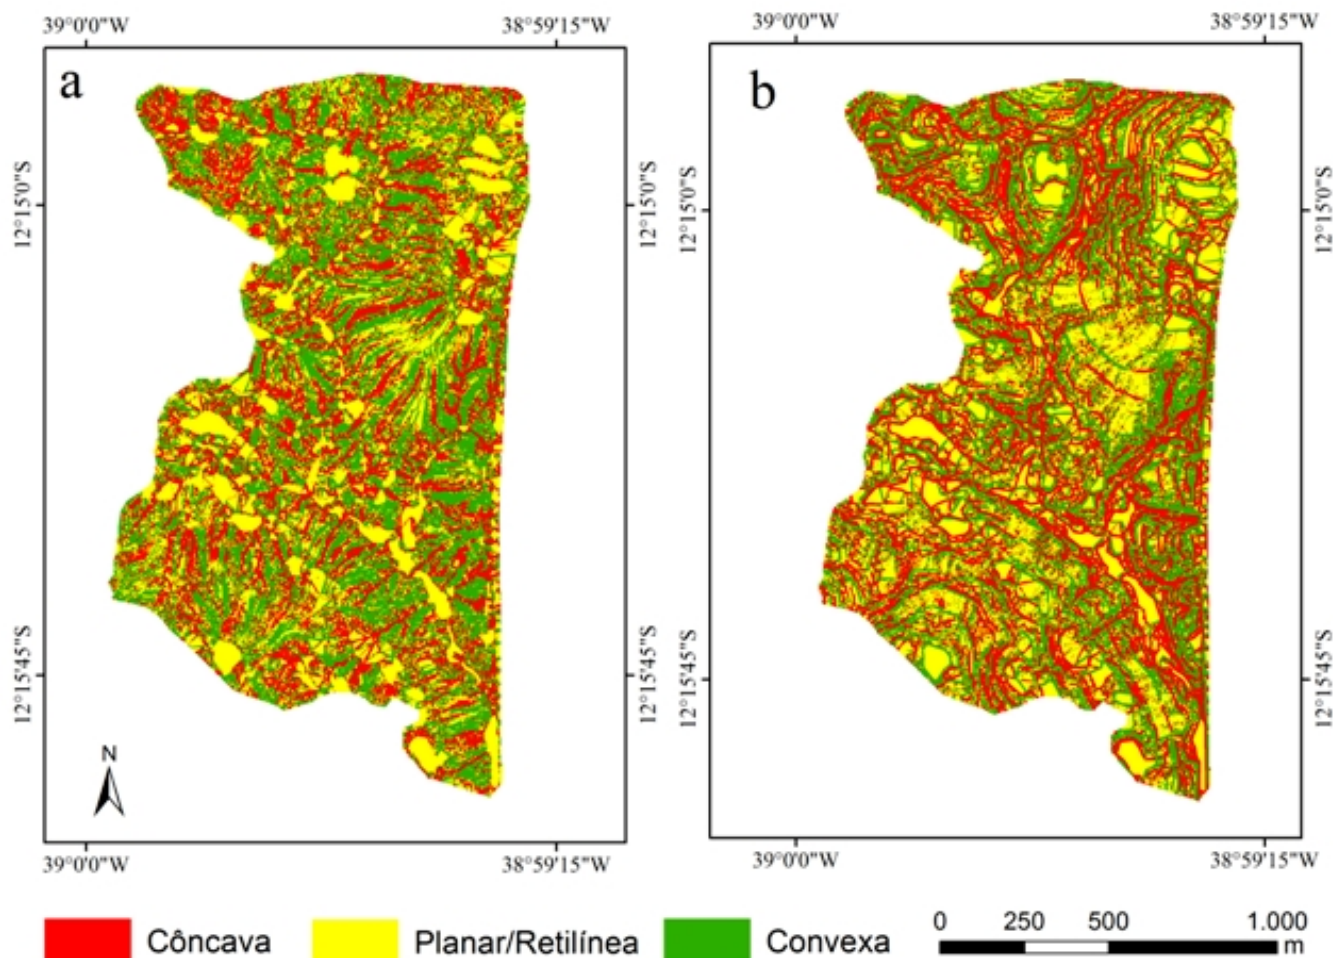 39°0'0"W 38°59'15"W 39°0'0"W 38°59'15"W
a b
12°15'0"S 12°15'0"S 12°15'0"S 12°15'0"S
12°15'45"S 12°15'45"S 12°15'45"S 12°15'45"S
N
39°0'0"W 38°59'15"W 39°0'0"W 38°59'15"W
Côncava Planar/Retilínea Convexa
0 250 500 1.000
m